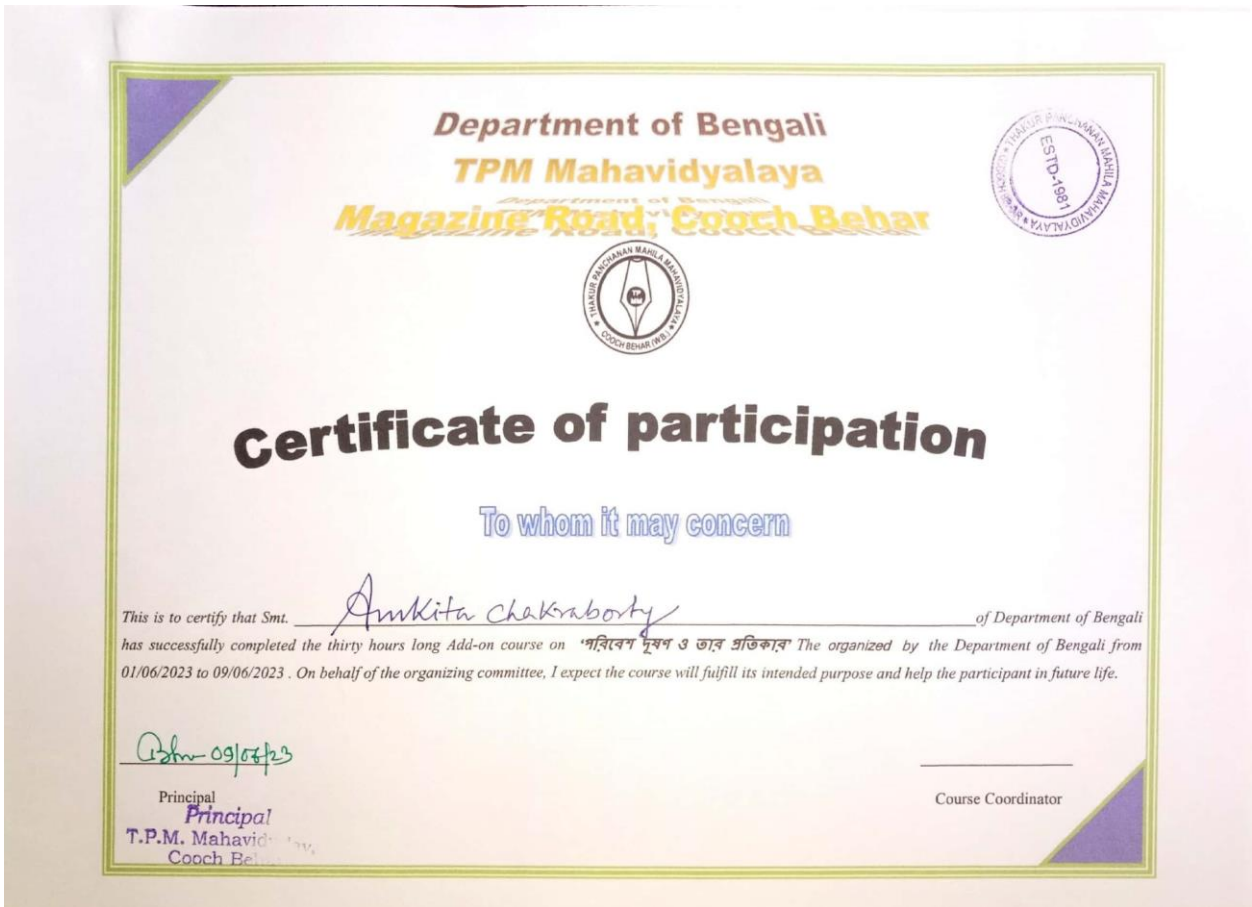 Department of Bengali
TPM Mahavidyalaya
Magazine Road, Cooch Behar
THAKUR PANCHANAN MAHILA MAHAVIDYALAYA
ESTD-1981
THAKUR PANCHANAN MAHILA MAHAVIDYALAYA
COOCH BEHAR (WB.)
Certificate of participation
To whom it may concern
This is to certify that Smt. Ankita Chakraborty of Department of Bengali
has successfully completed the thirty hours long Add-on course on 'পরিবেশ দূষণ ও তার প্রতিকার' The organized by the Department of Bengali from
01/06/2023 to 09/06/2023 . On behalf of the organizing committee, I expect the course will fulfill its intended purpose and help the participant in future life.
09/06/23
Principal
Course Coordinator
Principal
T.P.M.
Cooch